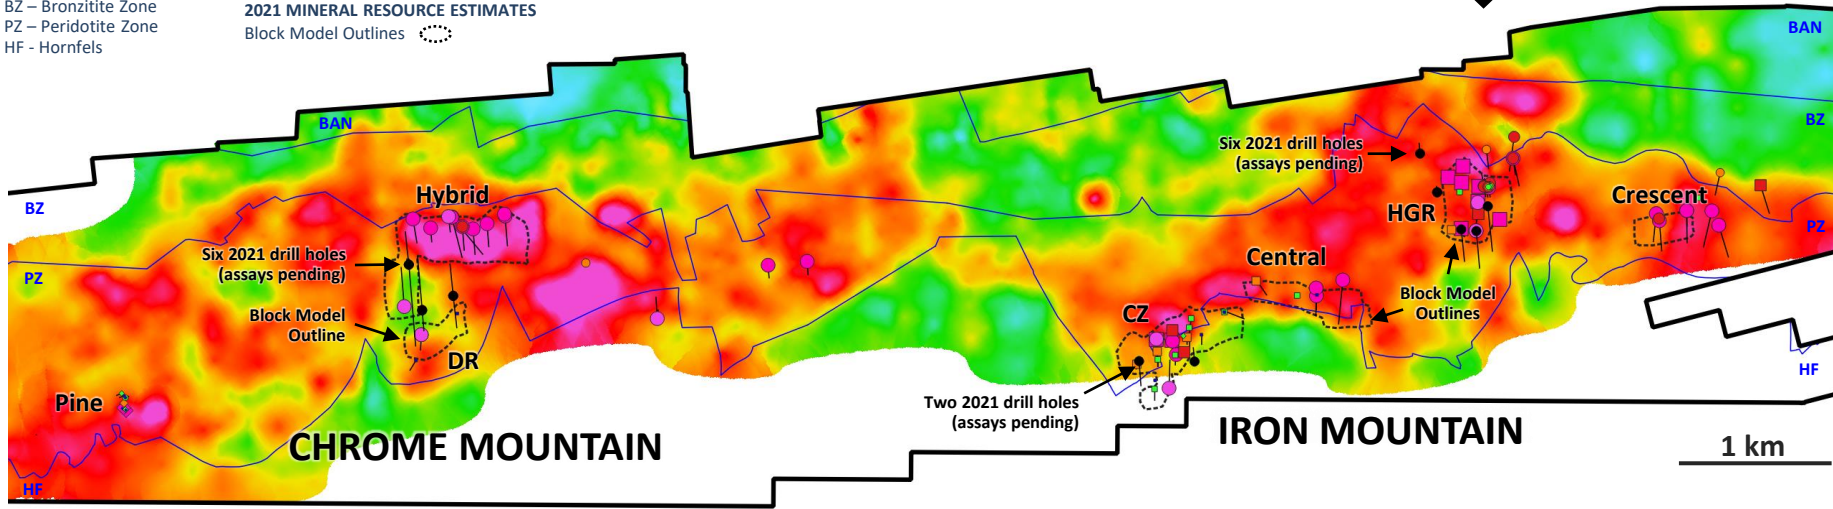 BZ – Bronzitite Zone
PZ – Peridotite Zone
HF - Hornfels
2021 MINERAL RESOURCE ESTIMATES
Block Model Outlines
BAN
BZ
PZ
HF
BAN
BZ
PZ
HF
Hybrid
Six 2021 drill holes
(assays pending)
Block Model
Outline
DR
Pine
CHROME MOUNTAIN
Six 2021 drill holes
(assays pending)
HGR
Crescent
Central
Block Model
Outlines
CZ
Two 2021 drill holes
(assays pending)
IRON MOUNTAIN
1 km